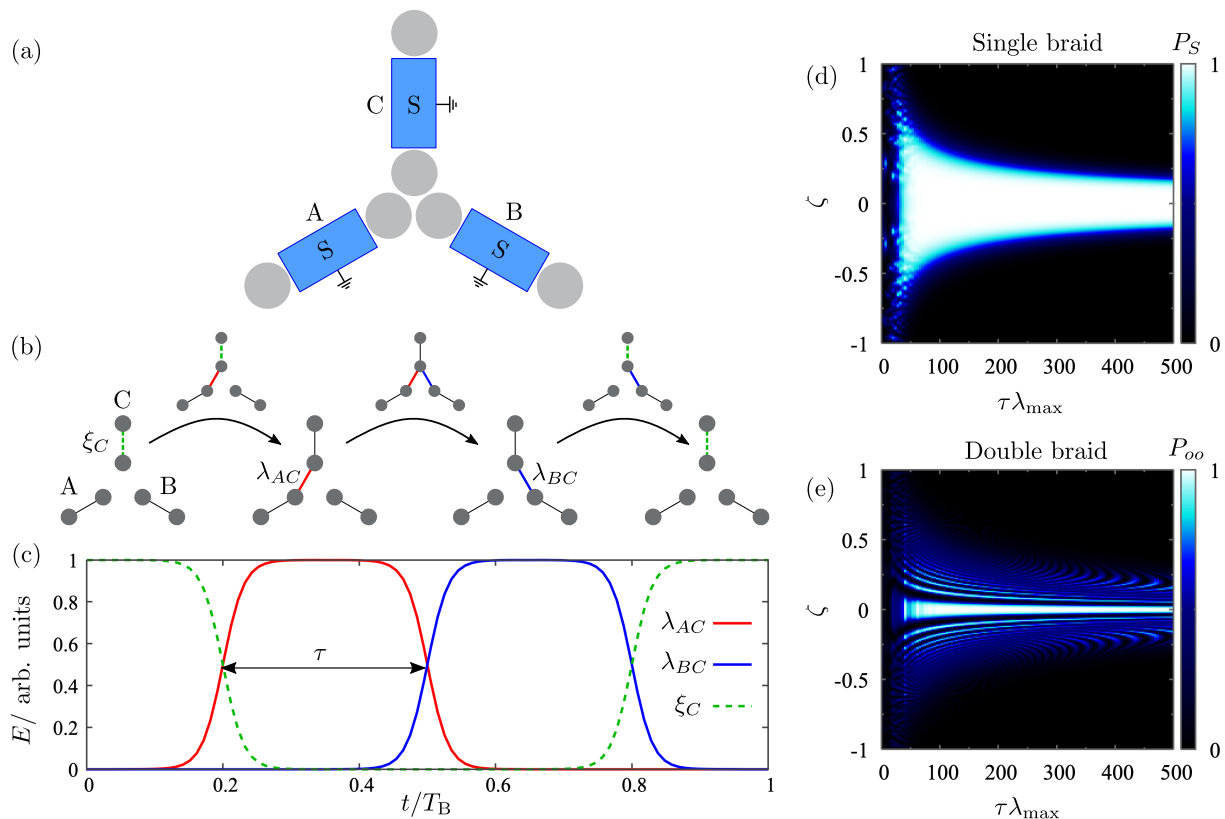 (a)
C
S
A
S
B
S
(b)
C
ξ_C
A
B
λ_AC
λ_BC
(c)
E/ arb. units
1
0.8
0.6
0.4
0.2
0
τ
λ_AC
λ_BC
ξ_C
0 0.2 0.4 0.6 0.8 1
t/T_B
(d)
Single braid
P_S
1
0
ζ
1
0.5
0
-0.5
-1
0 100 200 300 400 500
τλ_max
(e)
Double braid
P_oo
1
0
ζ
1
0.5
0
-0.5
-1
0 100 200 300 400 500
τλ_max